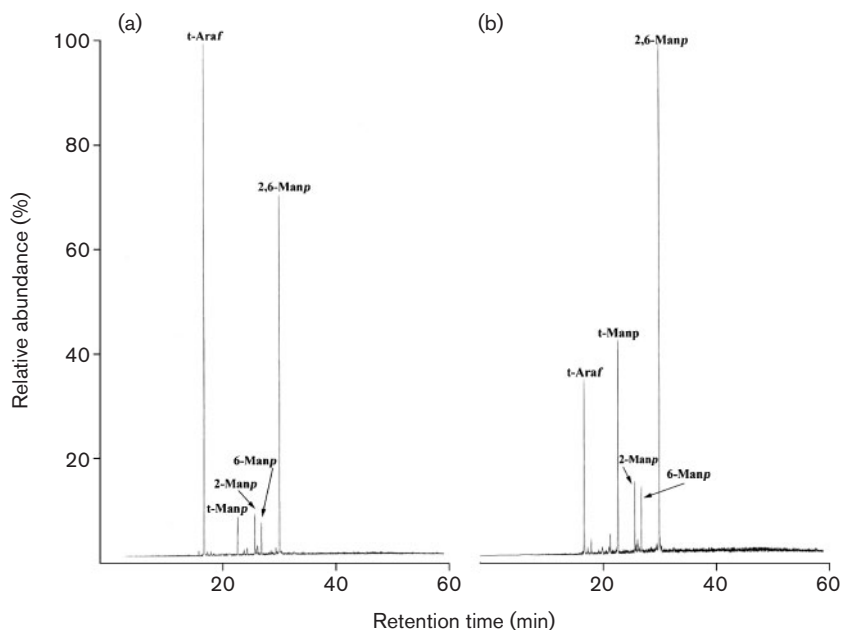 (a)
t-Araf
2,6-Manp
6-Manp
2-Manp
t-Manp
(b)
2,6-Manp
t-Manp
t-Araf
2-Manp
6-Manp
100
80
60
40
20
Relative abundance (%)
20 40 60
20 40 60
Retention time (min)